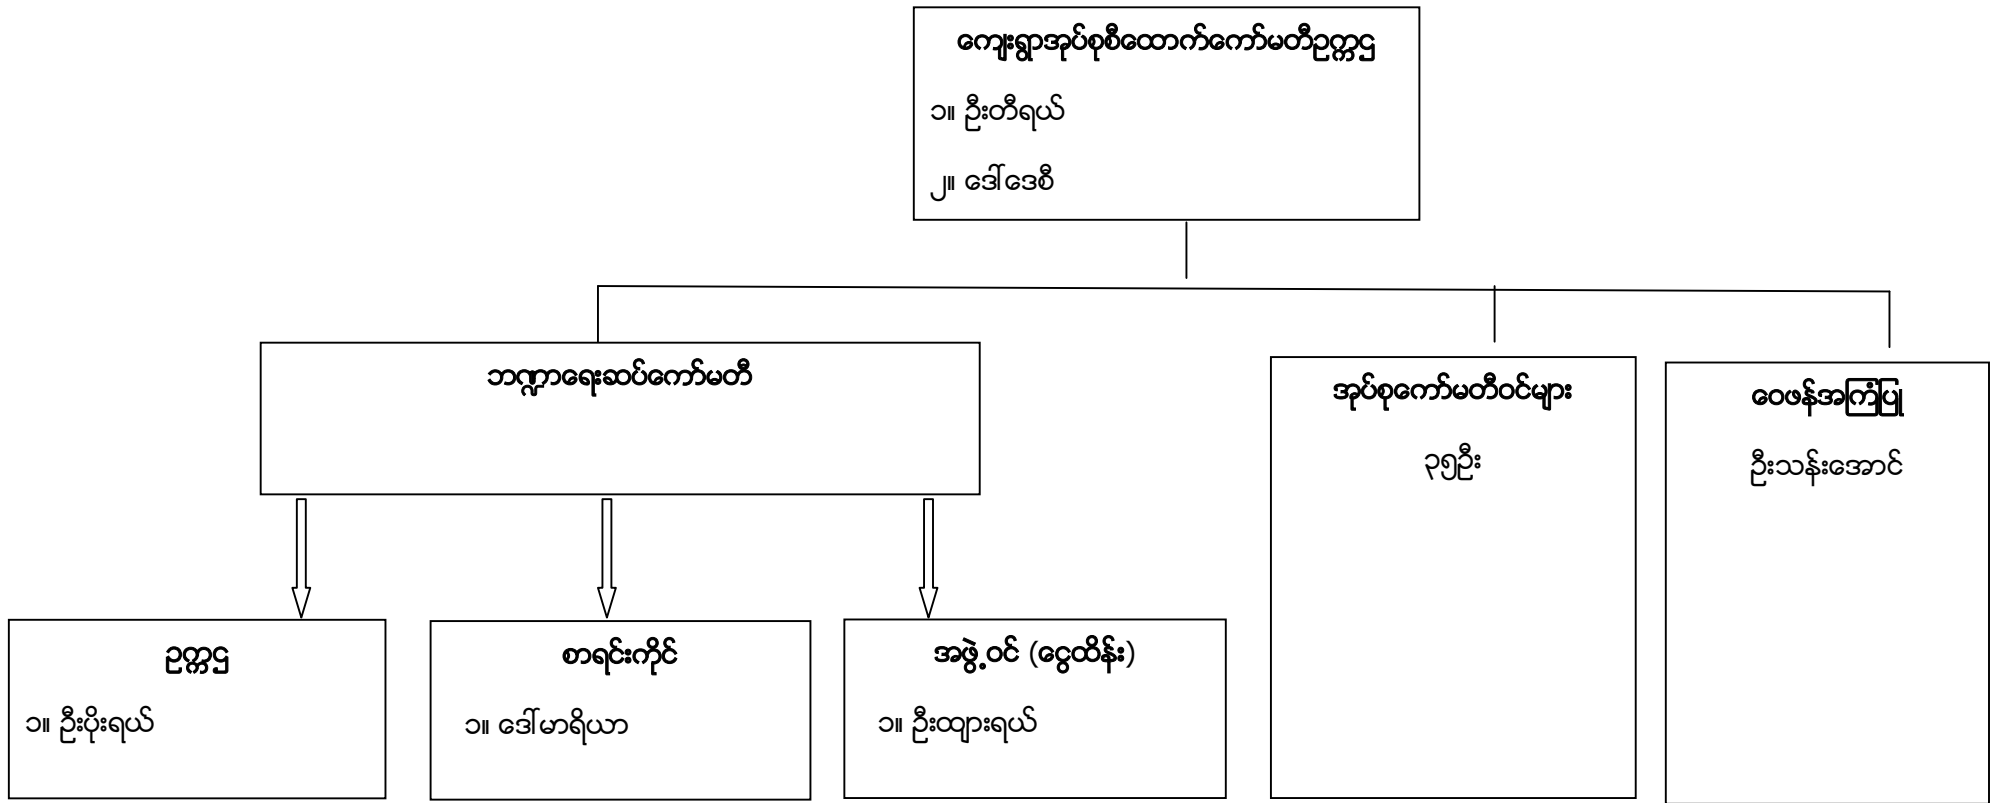 ကျေးရွာအုပ်စုစီထောက်ကော်မတီဥက္ကဌ
၁။ ဦးတီရယ်
၂။ ဒေါ်ဒေစီ
ဘဏ္ဍာရေးဆပ်ကော်မတီ
အုပ်စုကော်မတီဝင်များ
၃၅ဦး
ဝေဖန်အကြံပြု
ဦးသန်းအောင်
ဥက္ကဌ
၁။ ဦးပိုးရယ်
စာရင်းကိုင်
၁။ ဒေါ်မာရိယာ
အဖွဲ့ဝင် (ငွေထိန်း)
၁။ ဦးထျားရယ်